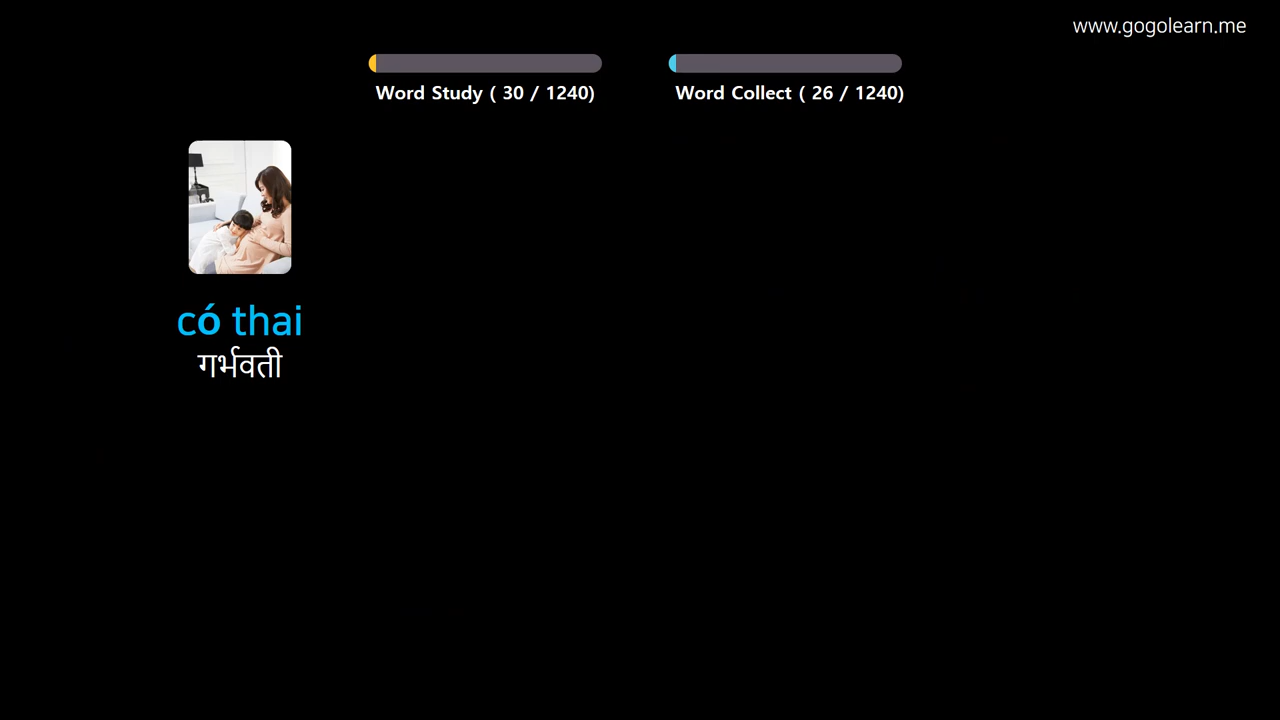 www.gogolearn.me
Word Study ( 30 / 1240)
Word Collect ( 26 / 1240)
có thai
गर्भवती